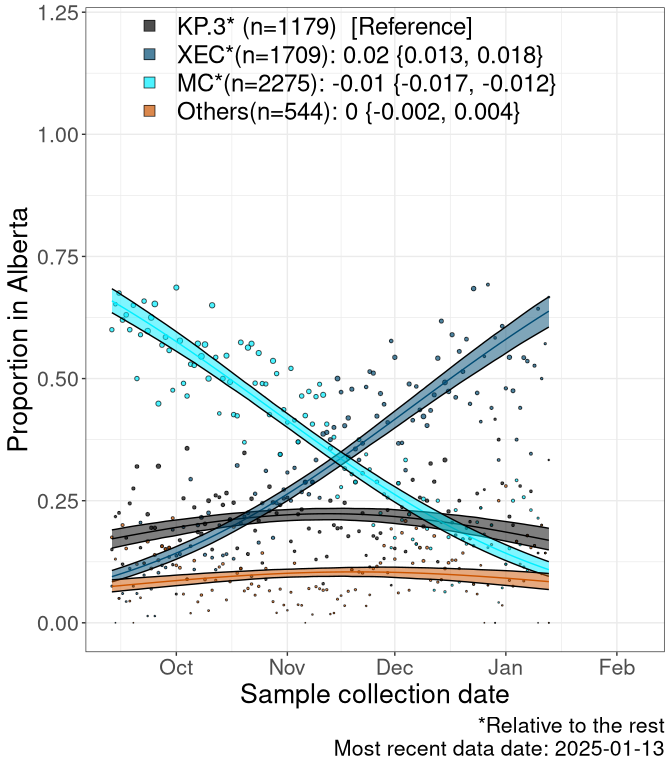 1.25
KP.3* (n=1179)  [Reference]
XEC*(n=1709): 0.02 {0.013, 0.018}
MC*(n=2275): -0.01 {-0.017, -0.012}
Others(n=544): 0 {-0.002, 0.004}
1.00
0.75
0.50
0.25
0.00
Proportion in Alberta
Oct Nov Dec Jan Feb
Sample collection date
*Relative to the rest
Most recent data date: 2025-01-13